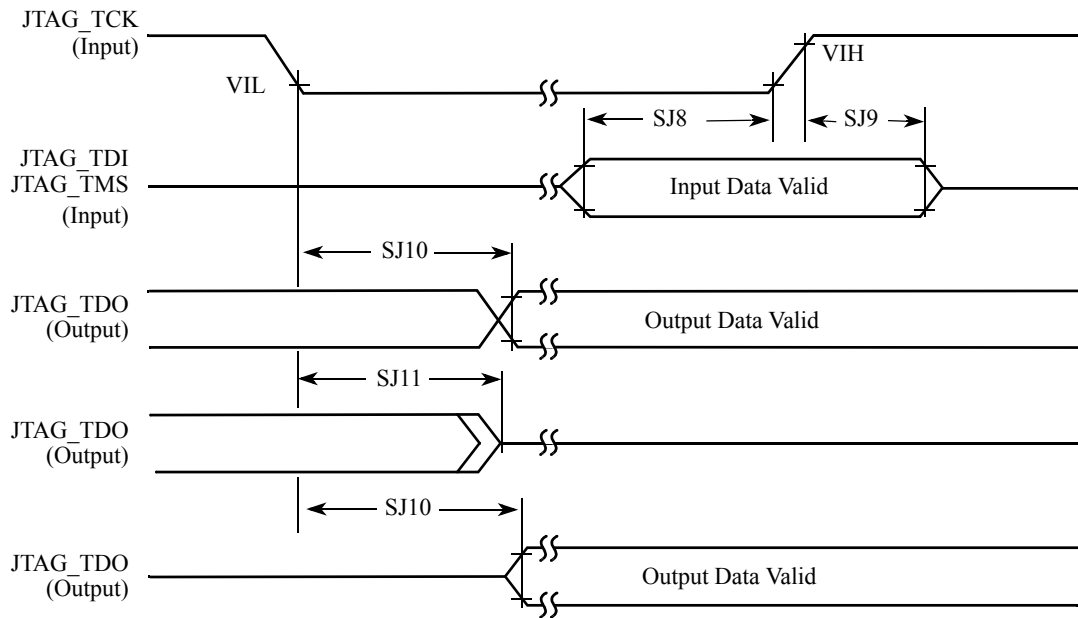 JTAG_TCK
(Input)
VIH
VIL
SJ8
SJ9
JTAG_TDI
JTAG_TMS
(Input)
Input Data Valid
SJ10
JTAG_TDO
(Output)
Output Data Valid
SJ11
JTAG_TDO
(Output)
SJ10
JTAG_TDO
(Output)
Output Data Valid